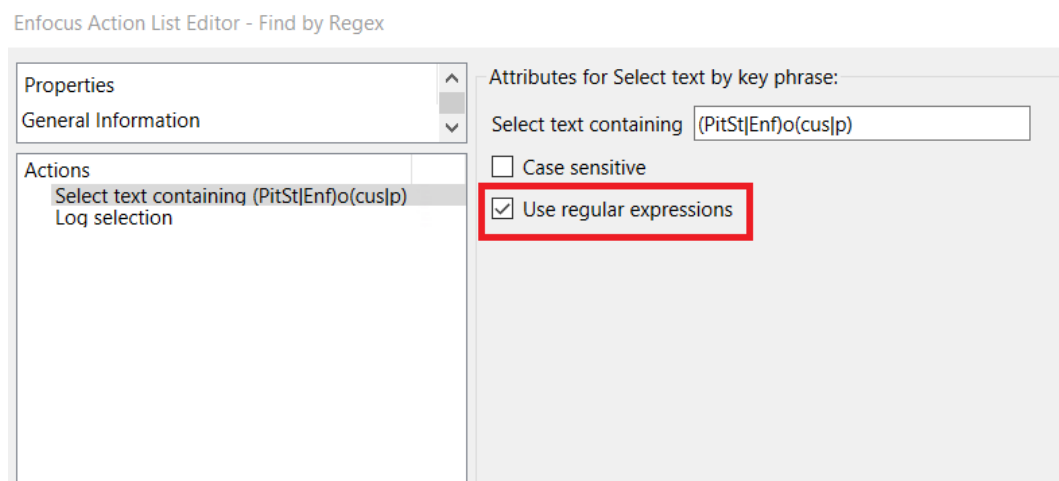 Enfocus Action List Editor - Find by Regex
Properties
General Information
Actions
Select text containing (PitSt|Enf)o(cus|p)
Log selection
Attributes for Select text by key phrase:
Select text containing (PitSt|Enf)o(cus|p)
Case sensitive
Use regular expressions